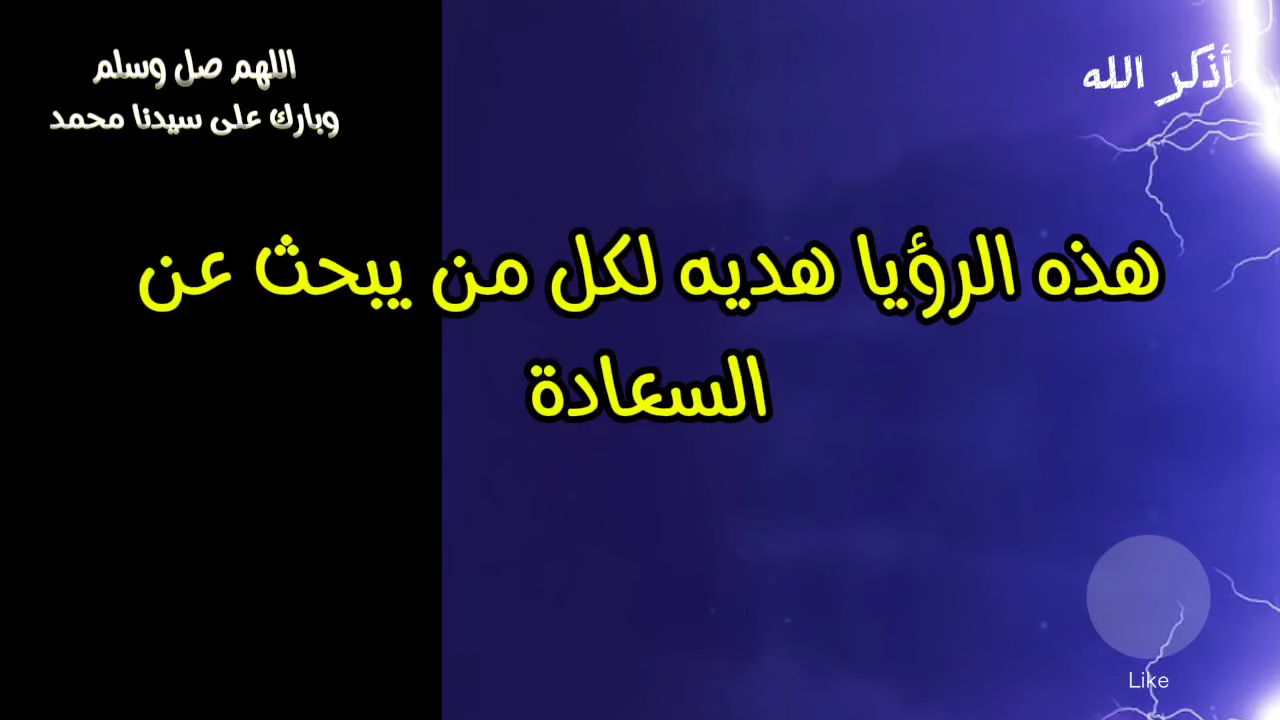 أذكر الله
اللهم صل وسلم
وبارك على سيدنا محمد
هذه الرؤيا هديه لكل من يبحث عن
السعادة
Like